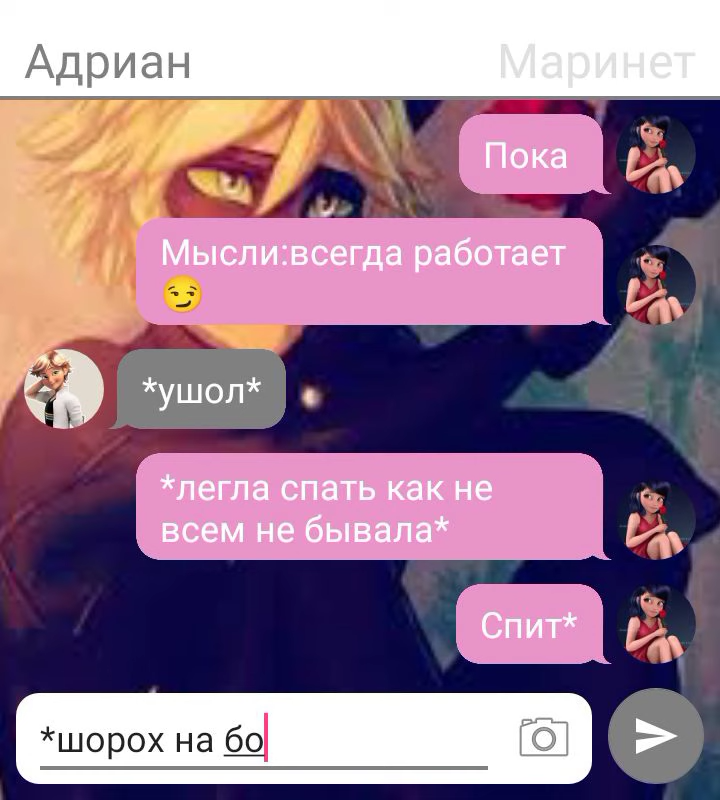 Адриан
Маринет
Пока
Мысли:всегда работает
😏
*ушол*
*легла спать как не
всем не бывала*
Спит*
*шорох на бо